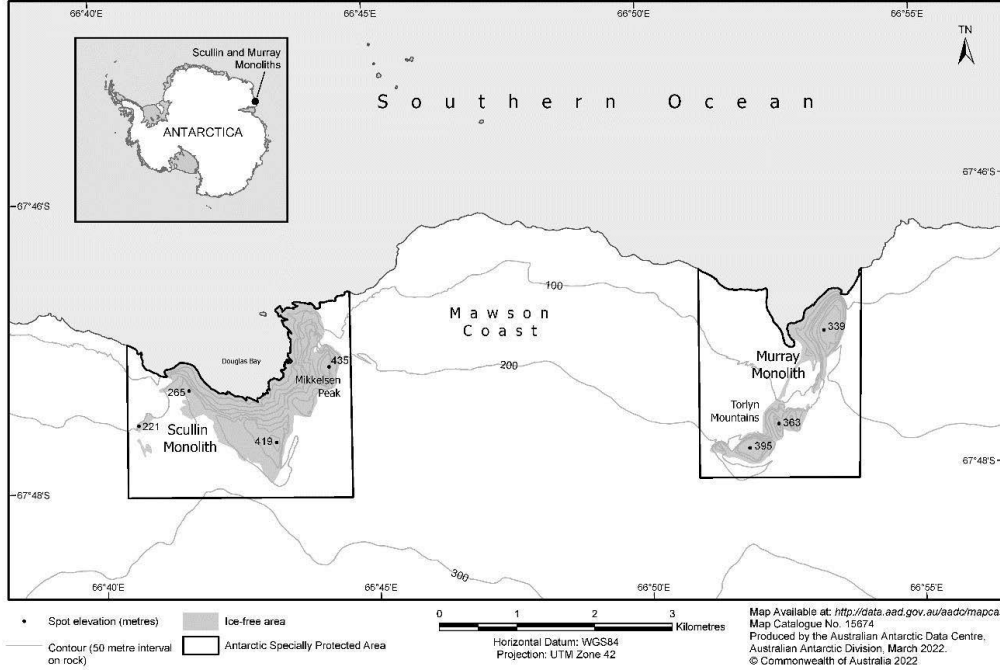 66°40'E
66°45'E
66°50'E
66°55'E
TN
Scullin and Murray
Monoliths
ANTARCTICA
Southern Ocean
67°46'S
67°46'S
100
Mawson
Coast
200
339
Murray
Monolith
Douglas Bay
435
Mikkelsen
Peak
265
221
Scullin
Monolith
419
Torlyn
Mountains
363
395
67°48'S
67°48'S
300
66°40'E
66°45'E
66°50'E
66°55'E
Spot elevation (metres)
Ice-free area
Contour (50 metre interval
on rock)
Antarctic Specially Protected Area
0 1 2 3
Kilometres
Horizontal Datum: WGS84
Projection: UTM Zone 42
Map Available at: http://data.aad.gov.au/aadc/mapca
Map Catalogue No. 15674
Produced by the Australian Antarctic Data Centre,
Australian Antarctic Division, March 2022.
© Commonwealth of Australia 2022